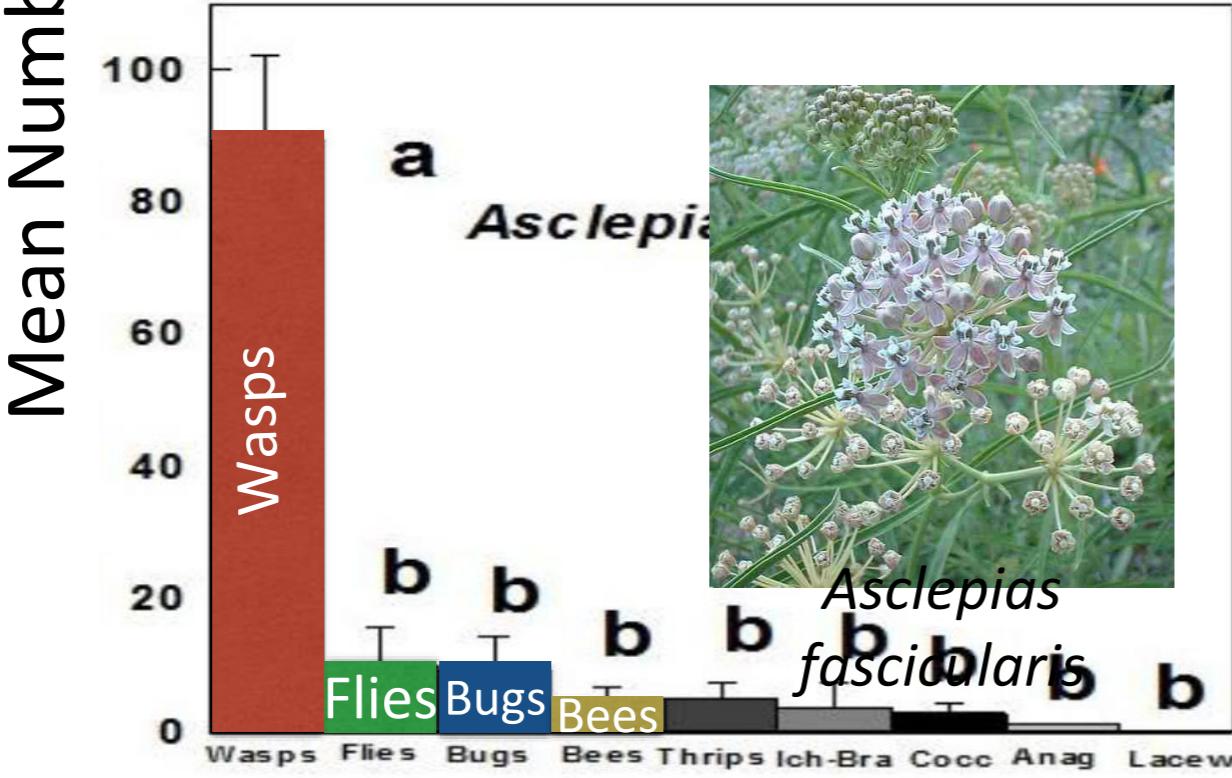 Mean Numb
100
80
60
40
20
0
a
Asclepia
Wasps
b
b
b
b
b
b
b
b
Flies
Bugs
Bees
Asclepias
fascicularis
Wasps Flies Bugs Bees Thrips Ich-Bra Cocc Anag Lacew